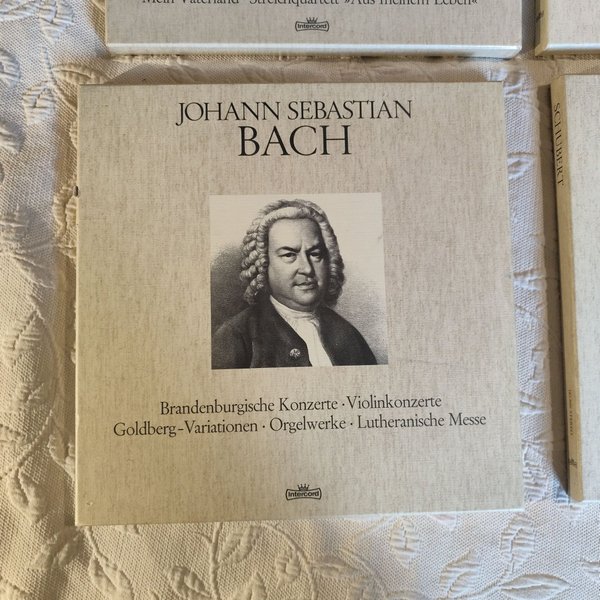 Mein Vaterland · Streichquartett »Aus meinem Leben«
Intercord
JOHANN SEBASTIAN
BACH
Brandenburgische Konzerte · Violinkonzerte
Goldberg-Variationen · Orgelwerke · Lutheranische Messe
Intercord
SCHUBERT